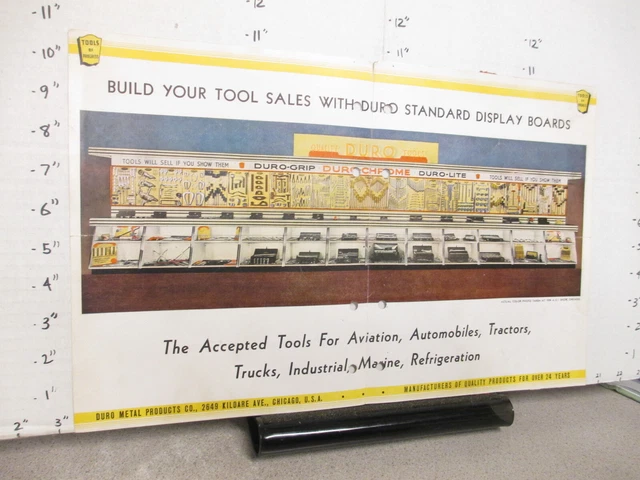 TOOLS
BUILD YOUR TOOL SALES WITH DURO STANDARD DISPLAY BOARDS
DURO
TOOLS WILL SELL IF YOU SHOW THEM DURO-GRIP DURO-CHROME DURO-LITE TOOLS WILL SELL IF YOU SHOW THEM
The Accepted Tools For Aviation, Automobiles, Tractors,
Trucks, Industrial, Marine, Refrigeration
DURO METAL PRODUCTS CO., 2649 KILDARE AVE., CHICAGO, U.S.A. • • • MANUFACTURERS OF QUALITY PRODUCTS FOR OVER 24 YEARS
11"
10"
9"
8"
7"
6"
5"
4"
3"
2"
1"
2" 3"
12
11"
12"
11"
12"
11